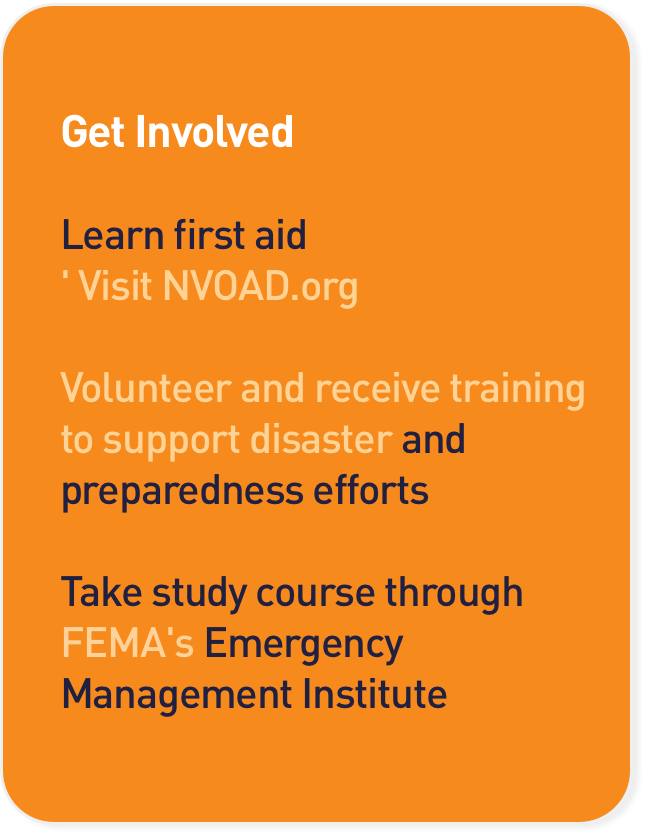 Get Involved
Learn first aid
' Visit NVOAD.org
Volunteer and receive training
to support disaster and
preparedness efforts
Take study course through
FEMA's Emergency
Management Institute